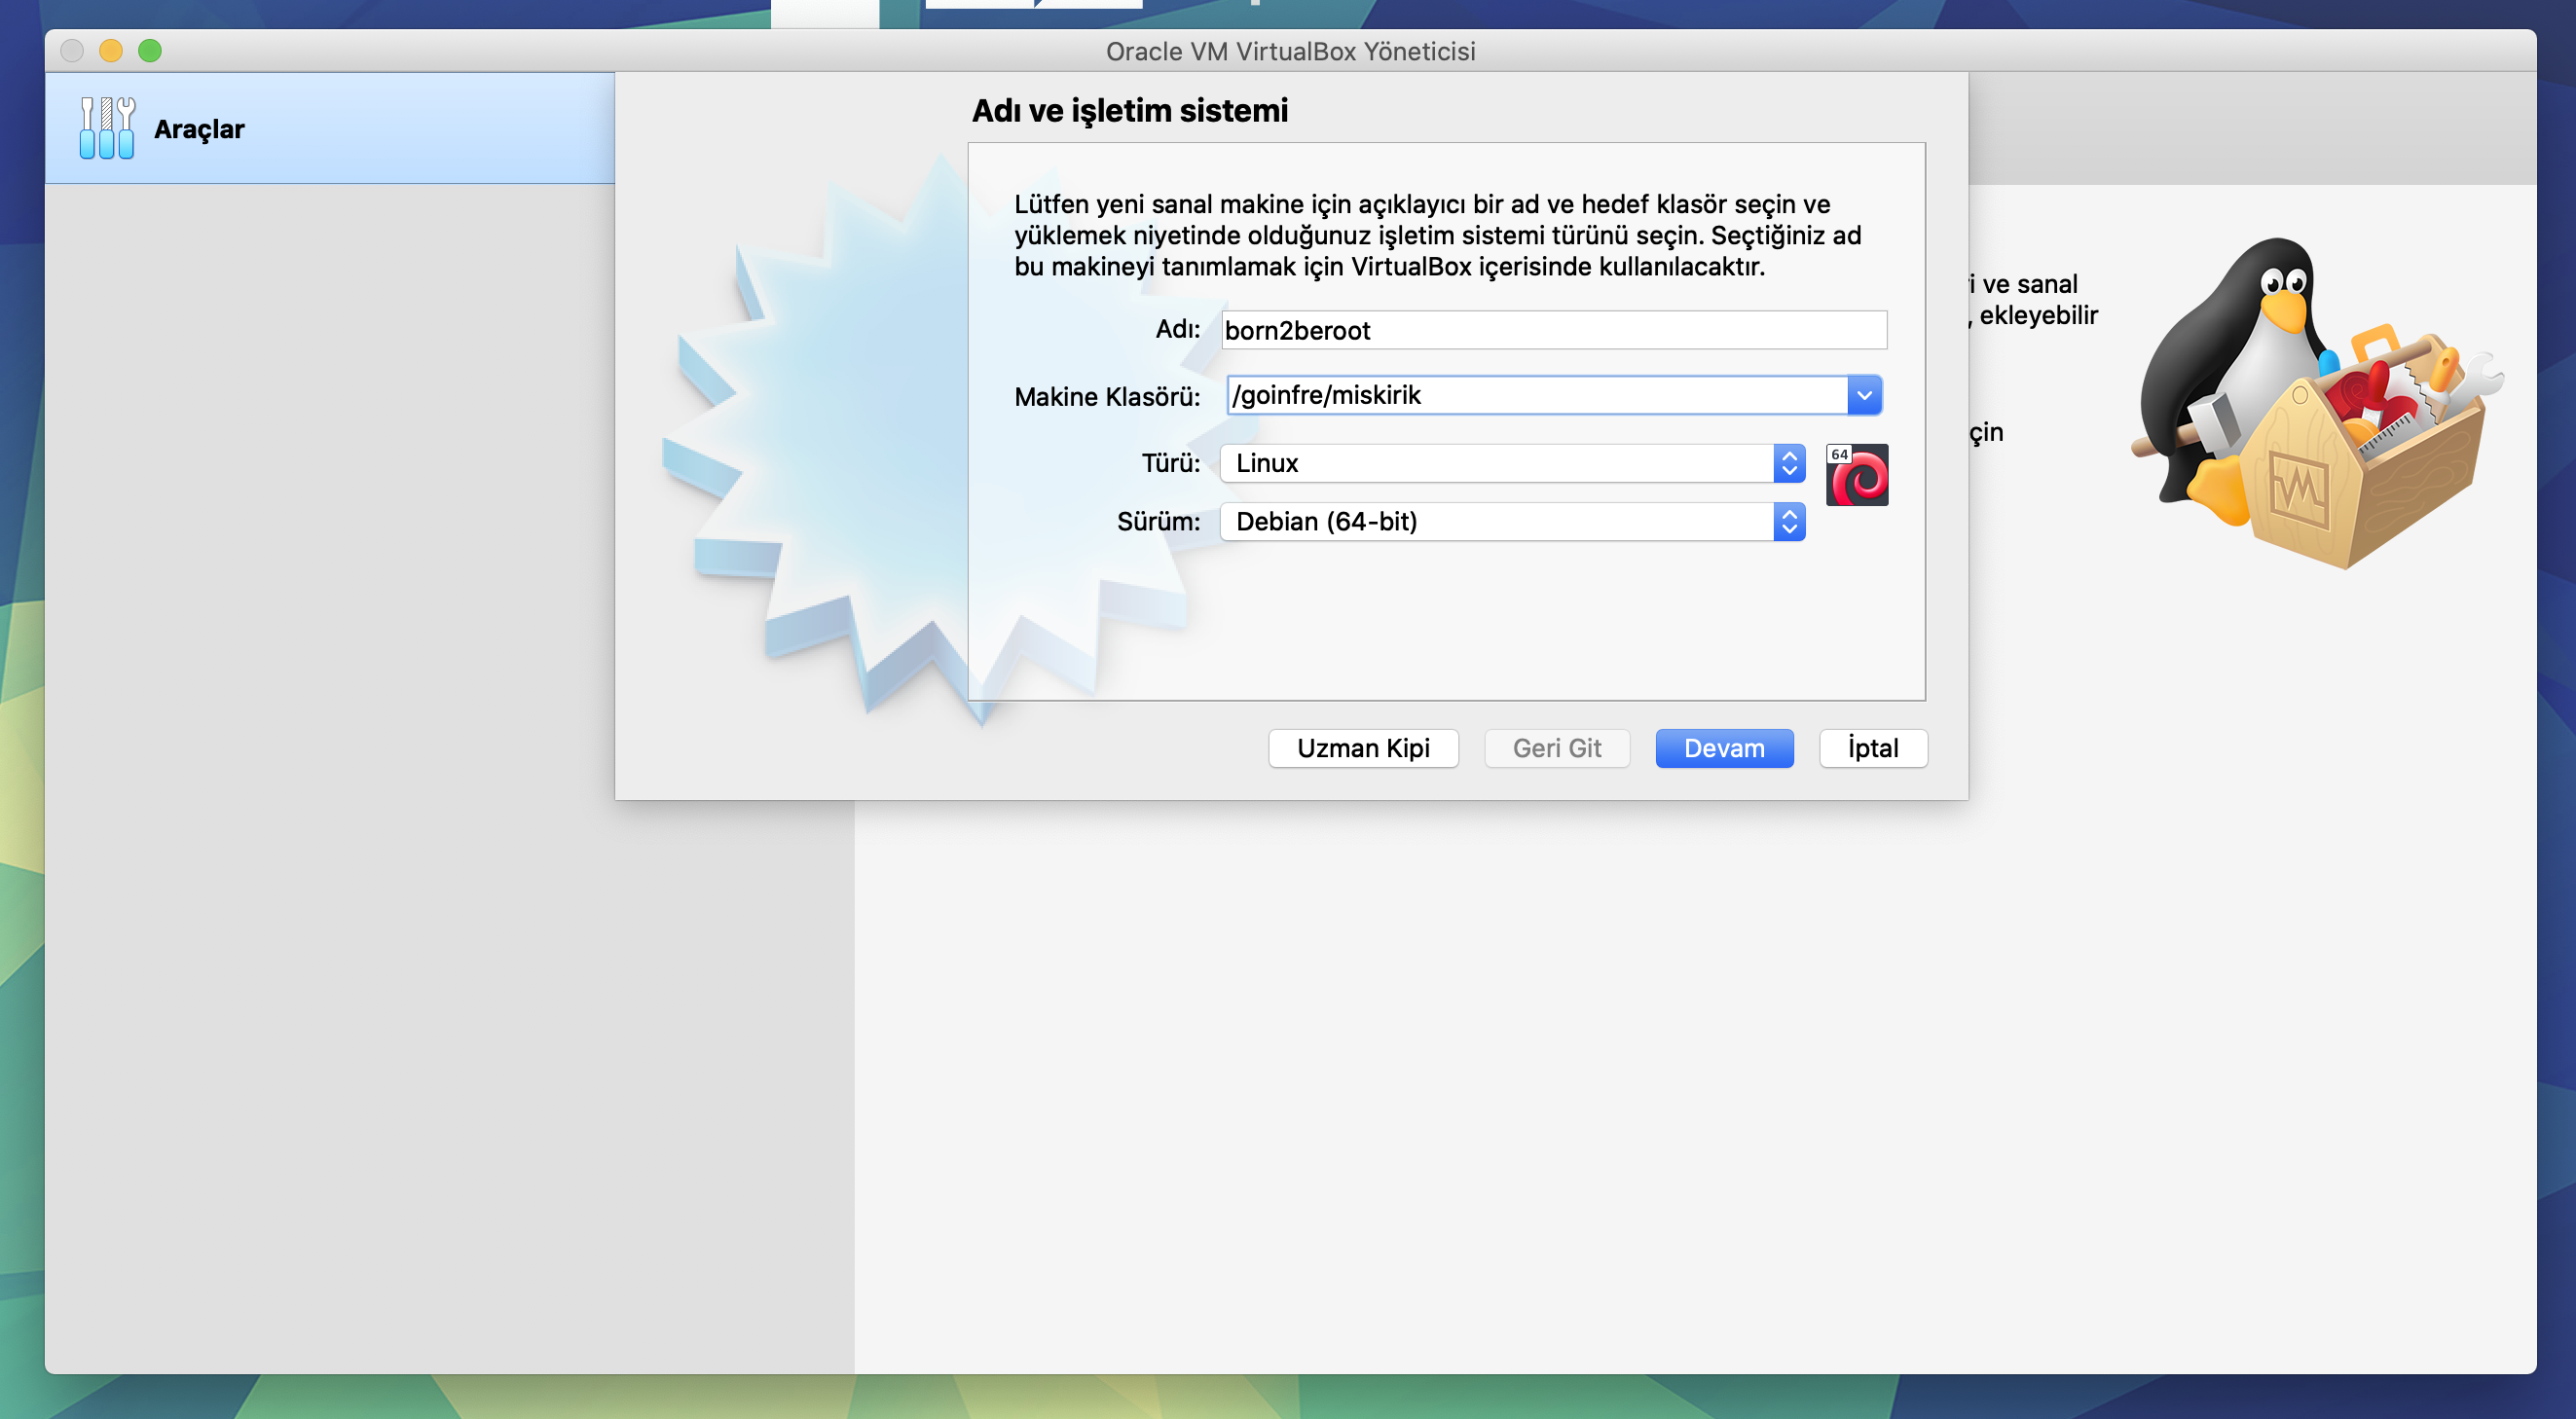 Oracle VM VirtualBox Yöneticisi
Araçlar
Adı ve işletim sistemi
Lütfen yeni sanal makine için açıklayıcı bir ad ve hedef klasör seçin ve
yüklemek niyetinde olduğunuz işletim sistemi türünü seçin. Seçtiğiniz ad
bu makineyi tanımlamak için VirtualBox içerisinde kullanılacaktır.
Adı: born2beroot
Makine Klasörü: /goinfre/miskirik
Türü: Linux
64
Sürüm: Debian (64-bit)
Uzman Kipi Geri Git Devam İptal
ve sanal
, ekleyebilir